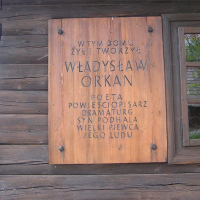 W TYM DOMU
ŻYŁ I TWORZYŁ
WŁADYSŁAW
ORKAN
POETA
POWIEŚCIOPISARZ
DRAMATURG
SYN PODHALA
WIELKI PIEWCA
JEGO LUDU